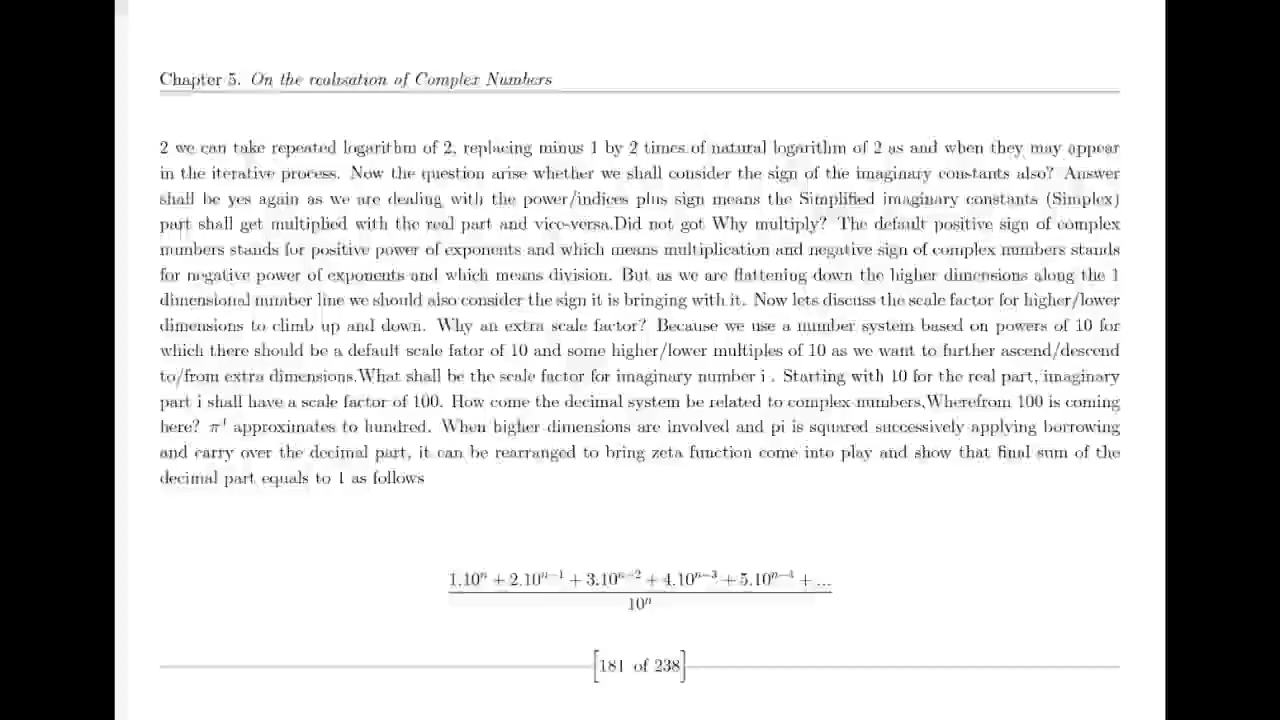 Chapter 5. On the realisation of Complex Numbers
2 we can take repeated logarithm of 2, replacing minus 1 by 2 times of natural logarithm of 2 as and when they may appear
in the iterative process. Now the question arise whether we shall consider the sign of the imaginary constants also? Answer
shall be yes again as we are dealing with the power/indices plus sign means the Simplified imaginary constants (Simplex)
part shall get multiplied with the real part and vice-versa.Did not got Why multiply? The default positive sign of complex
numbers stands for positive power of exponents and which means multiplication and negative sign of complex numbers stands
for negative power of exponents and which means division. But as we are flattening down the higher dimensions along the 1
dimensional number line we should also consider the sign it is bringing with it. Now lets discuss the scale factor for higher/lower
dimensions to climb up and down. Why an extra scale factor? Because we use a number system based on powers of 10 for
which there should be a default scale fator of 10 and some higher/lower multiples of 10 as we want to further ascend/descend
to/from extra dimensions.What shall be the scale factor for imaginary number i . Starting with 10 for the real part, imaginary
part i shall have a scale factor of 100. How come the decimal system be related to complex numbers,Wherefrom 100 is coming
here? π⁴ approximates to hundred. When higher dimensions are involved and pi is squared successively applying borrowing
and carry over the decimal part, it can be rearranged to bring zeta function come into play and show that final sum of the
decimal part equals to 1 as follows
1.10ⁿ + 2.10ⁿ⁻¹ + 3.10ⁿ⁻² + 4.10ⁿ⁻³ + 5.10ⁿ⁻⁴ + ...
10ⁿ
[181 of 238]